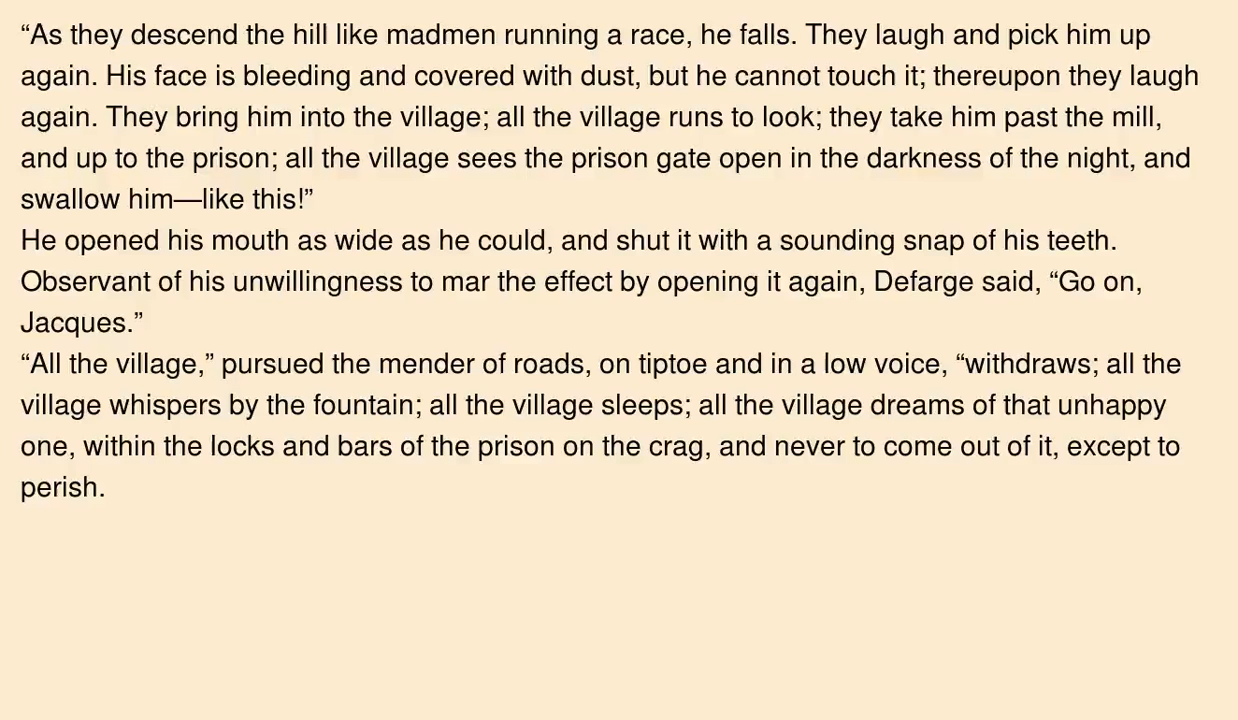 “As they descend the hill like madmen running a race, he falls. They laugh and pick him up
again. His face is bleeding and covered with dust, but he cannot touch it; thereupon they laugh
again. They bring him into the village; all the village runs to look; they take him past the mill,
and up to the prison; all the village sees the prison gate open in the darkness of the night, and
swallow him—like this!”
He opened his mouth as wide as he could, and shut it with a sounding snap of his teeth.
Observant of his unwillingness to mar the effect by opening it again, Defarge said, “Go on,
Jacques.”
“All the village,” pursued the mender of roads, on tiptoe and in a low voice, “withdraws; all the
village whispers by the fountain; all the village sleeps; all the village dreams of that unhappy
one, within the locks and bars of the prison on the crag, and never to come out of it, except to
perish.